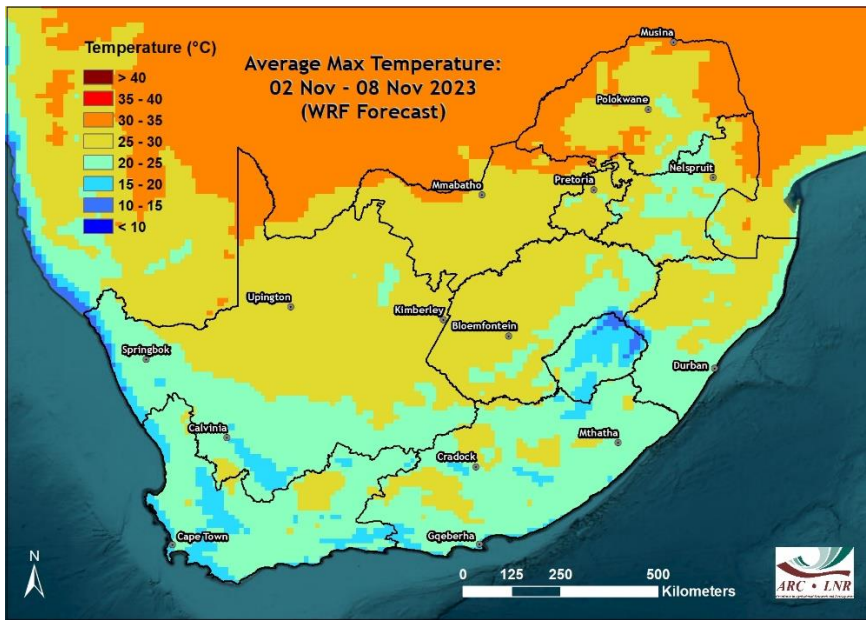 Temperature (°C)
> 40
35 - 40
30 - 35
25 - 30
20 - 25
15 - 20
10 - 15
< 10
Average Max Temperature:
02 Nov - 08 Nov 2023
(WRF Forecast)
Musina
Polokwane
Nelspruit
Pretoria
Mmabatho
Upington
Kimberley
Bloemfontein
Springbok
Durban
Calvinia
Mthatha
Cradock
Cape Town
Gqeberha
N
0 125 250 500
Kilometers
ARC • LNR